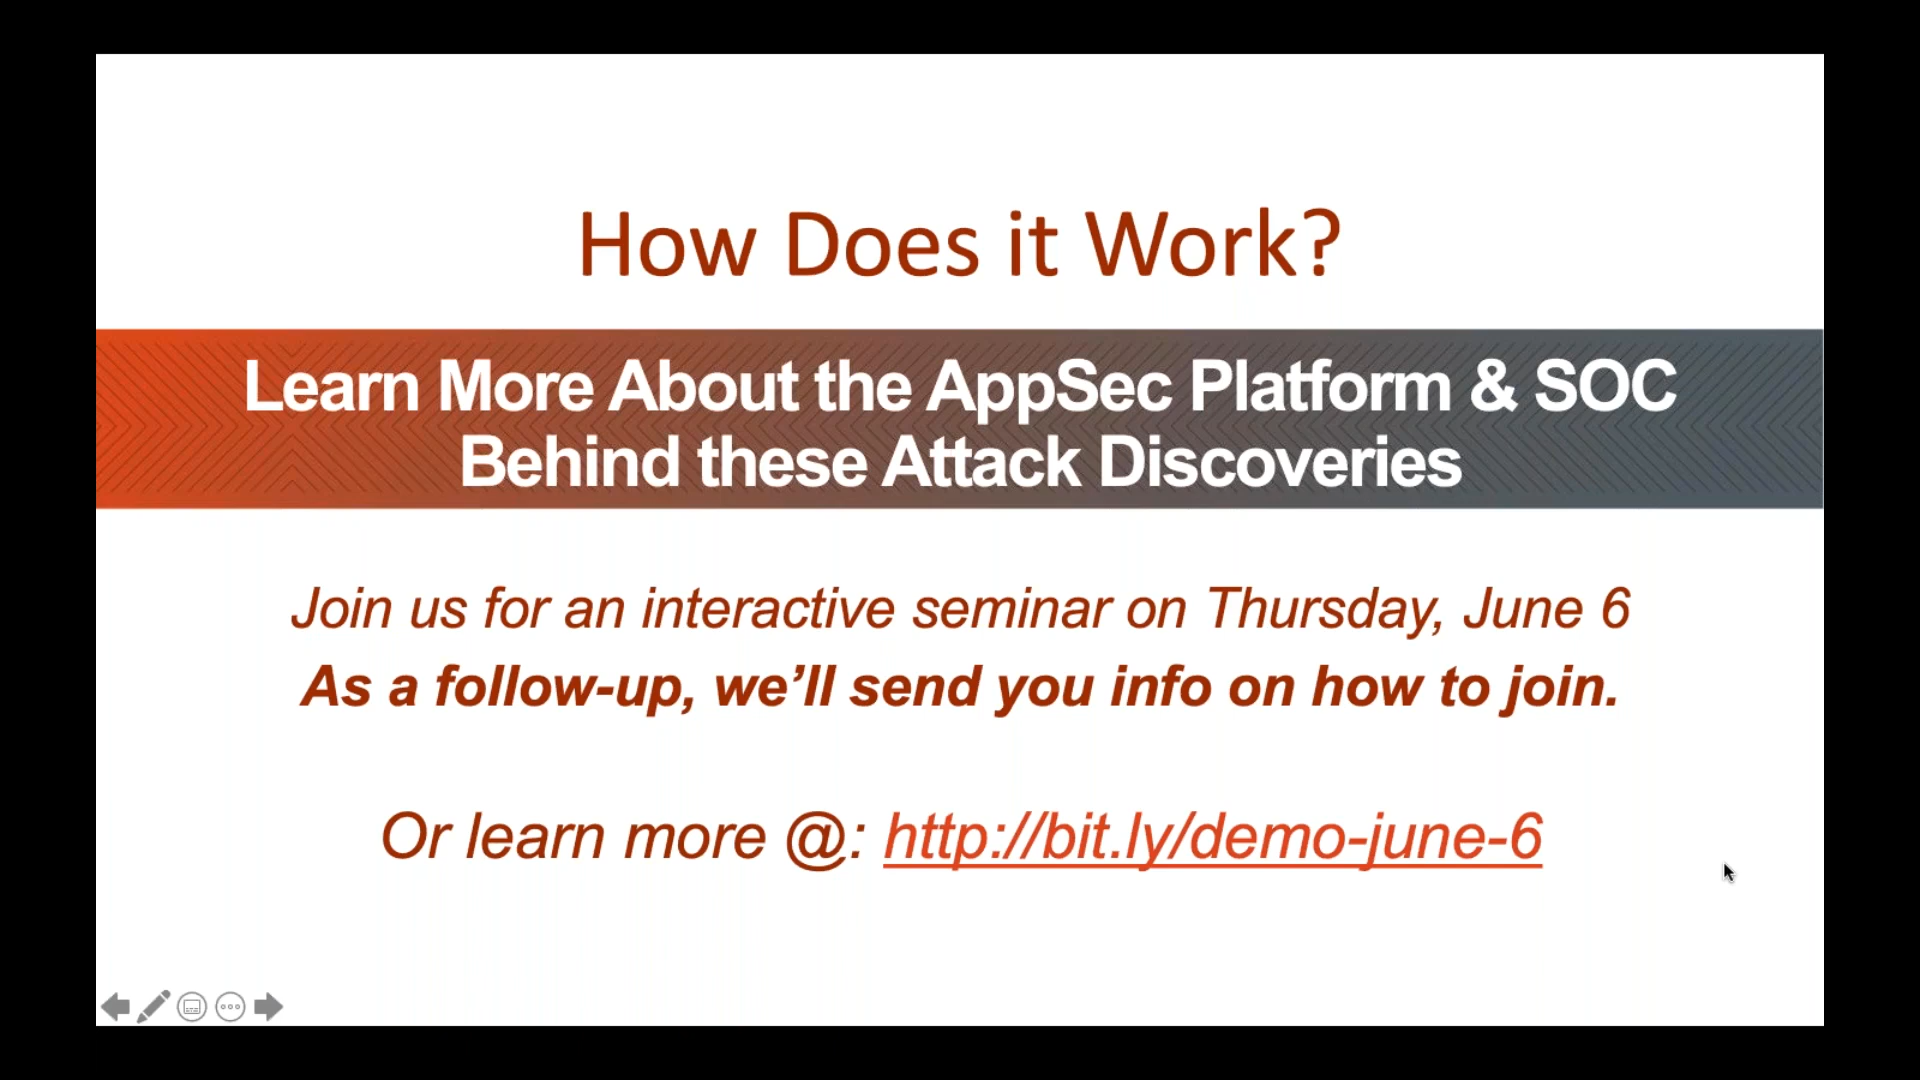 How Does it Work?
Learn More About the AppSec Platform & SOC
Behind these Attack Discoveries
Join us for an interactive seminar on Thursday, June 6
As a follow-up, we’ll send you info on how to join.
Or learn more @: http://bit.ly/demo-june-6